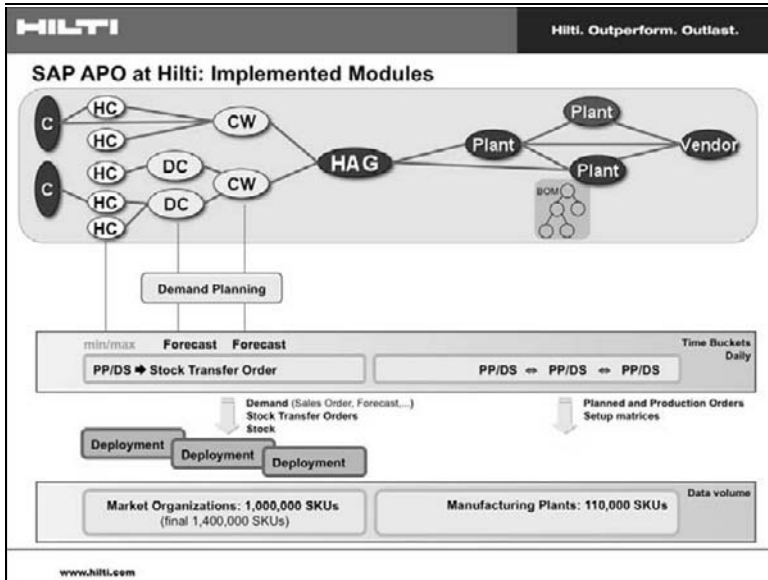 HILTI
Hilti. Outperform. Outlast.
SAP APO at Hilti: Implemented Modules
C
HC
HC
CW
HAG
Plant
Plant
Plant
Vendor
C
HC
HC
HC
DC
DC
CW
BOM
Demand Planning
min/max Forecast Forecast
Time Buckets
Daily
PP/DS ➡ Stock Transfer Order
PP/DS ⇔ PP/DS ⇔ PP/DS
Demand (Sales Order, Forecast,...)
Stock Transfer Orders
Stock
Planned and Production Orders
Setup matrices
Deployment
Deployment
Deployment
Data volume
Market Organizations: 1,000,000 SKUs
(final 1,400,000 SKUs)
Manufacturing Plants: 110,000 SKUs
www.hilti.com